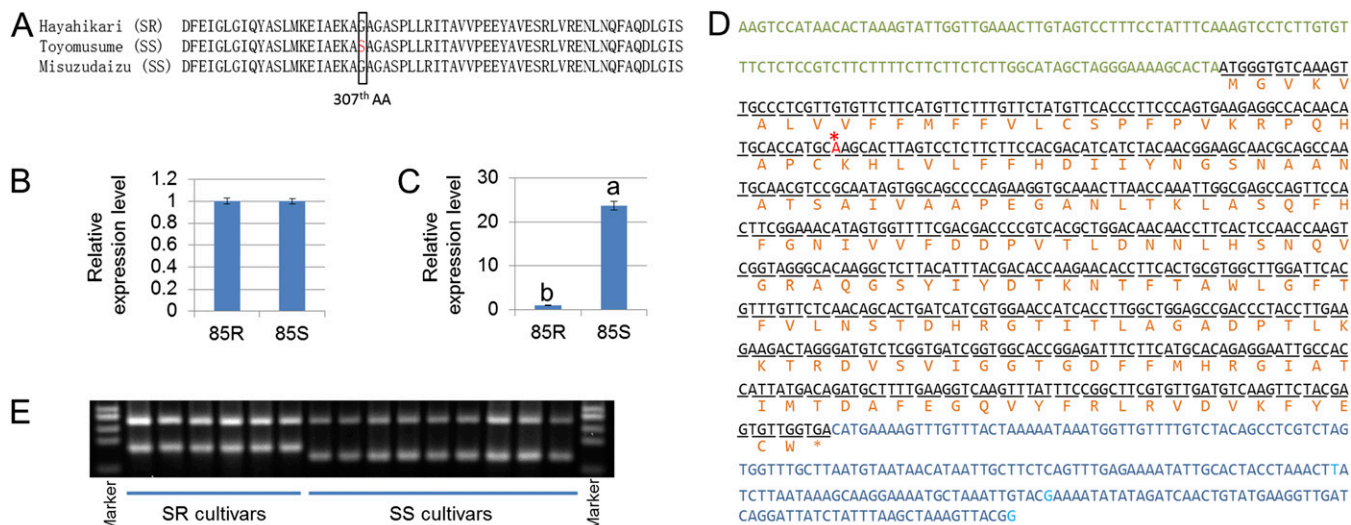 A
Hayahikari (SR) DFEIGLGIQYASLMKEIAEKAGAGASPLLRITAVVPEEYAVESRLVRENLNQFAQDLGIS
Toyomusume (SS) DFEIGLGIQYASLMKEIAEKASAGASPLLRITAVVPEEYAVESRLVRENLNQFAQDLGIS
Misuzudaizu (SS) DFEIGLGIQYASLMKEIAEKAGAGASPLLRITAVVPEEYAVESRLVRENLNQFAQDLGIS
307th AA
B
Relative expression level
1.2
1
0.8
0.6
0.4
0.2
0
85R 85S
C
Relative expression level
30
20
10
0
b
a
85R 85S
E
Marker
SR cultivars
SS cultivars
Marker
D
AAGTCCATAACACTAAAGTATTGGTTGAAACTTGTAGTCCTTTCCTATTTCAAAGTCCTCTTGTGT
TTCTCTCCGTCTTCTTTTCTTCTTCTCTTGGCATAGCTAGGGAAAAGCACTAATGGGTGTCAAAGT
M G V K V
TGCCCTCGTTGTGTTCTTCATGTTCTTTGTTCTATGTTCACCCTTCCCAGTGAAGAGGCCACAACA
A L V V F F M F F V L C S P F P V K R P Q H
*
TGCACCATGCAAGCACTTAGTCCTCTTCTTCCACGACATCATCTACAACGGAAGCAACGCAGCCAA
A P C K H L V L F F H D I I Y N G S N A A N
TGCAACGTCCGCAATAGTGGCAGCCCCAGAAGGTGCAAACTTAACCAAATTGGCGAGCCAGTTCCA
A T S A I V A A P E G A N L T K L A S Q F H
CTTCGGAAACATAGTGGTTTTCGACGACCCCGTCACGCTGGACAACAACCTTCACTCCAACCAAGT
F G N I V V F D D P V T L D N N L H S N Q V
CGGTAGGGCACAAGGCTCTTACATTTACGACACCAAGAACACCTTCACTGCGTGGCTTGGATTCAC
G R A Q G S Y I Y D T K N T F T A W L G F T
GTTTGTTCTCAACAGCACTGATCATCGTGGAACCATCACCTTGGCTGGAGCCGACCCTACCTTGAA
F V L N S T D H R G T I T L A G A D P T L K
GAAGACTAGGGATGTCTCGGTGATCGGTGGCACCGGAGATTTCTTCATGCACAGAGGAATTGCCAC
K T R D V S V I G G T G D F F M H R G I A T
CATTATGACAGATGCTTTTGAAGGTCAAGTTTATTTCCGGCTTCGTGTTGATGTCAAGTTCTACGA
I M T D A F E G Q V Y F R L R V D V K F Y E
GTGTTGGTGACATGAAAAGTTTGTTTACTAAAAATAAATGGTTGTTTTGTCTACAGCCTCGTCTAG
C W *
TGGTTTGCTTAATGTAATAACATAATTGCTTCTCAGTTTGAGAAAATATTGCACTACCTAAACTTA
TCTTAATAAAGCAAGGAAAATGCTAAATTGTACGAAAATATATAGATCAACTGTATGAAGGTTGAT
CAGGATTATCTATTTAAGCTAAAGTTACGG